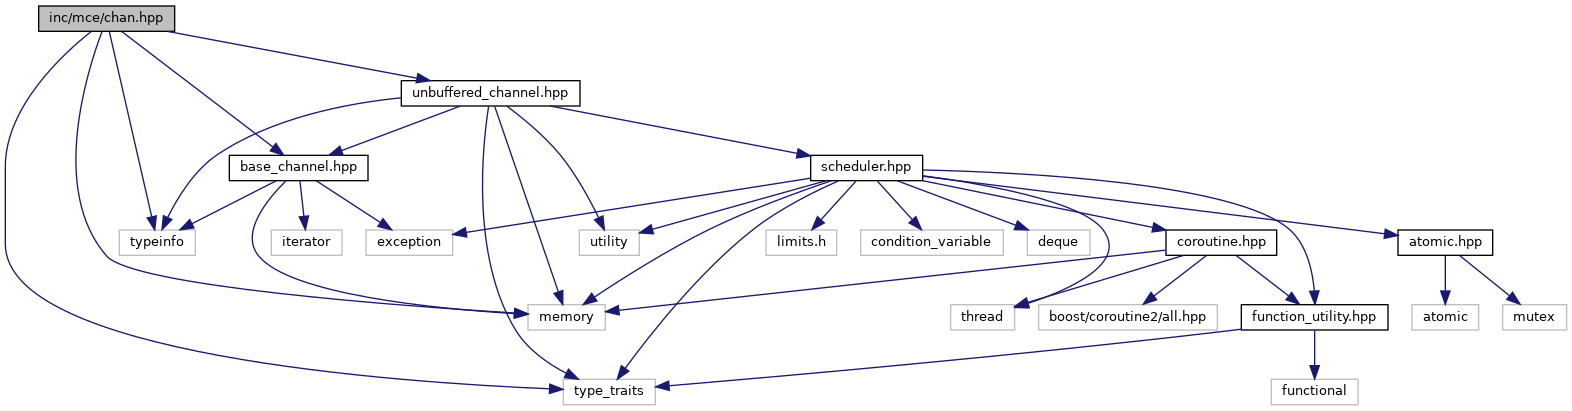 inc/mce/chan.hpp
unbuffered_channel.hpp
base_channel.hpp
scheduler.hpp
typeinfo
iterator
exception
utility
limits.h
condition_variable
deque
coroutine.hpp
atomic.hpp
memory
thread
boost/coroutine2/all.hpp
function_utility.hpp
atomic
mutex
type_traits
functional